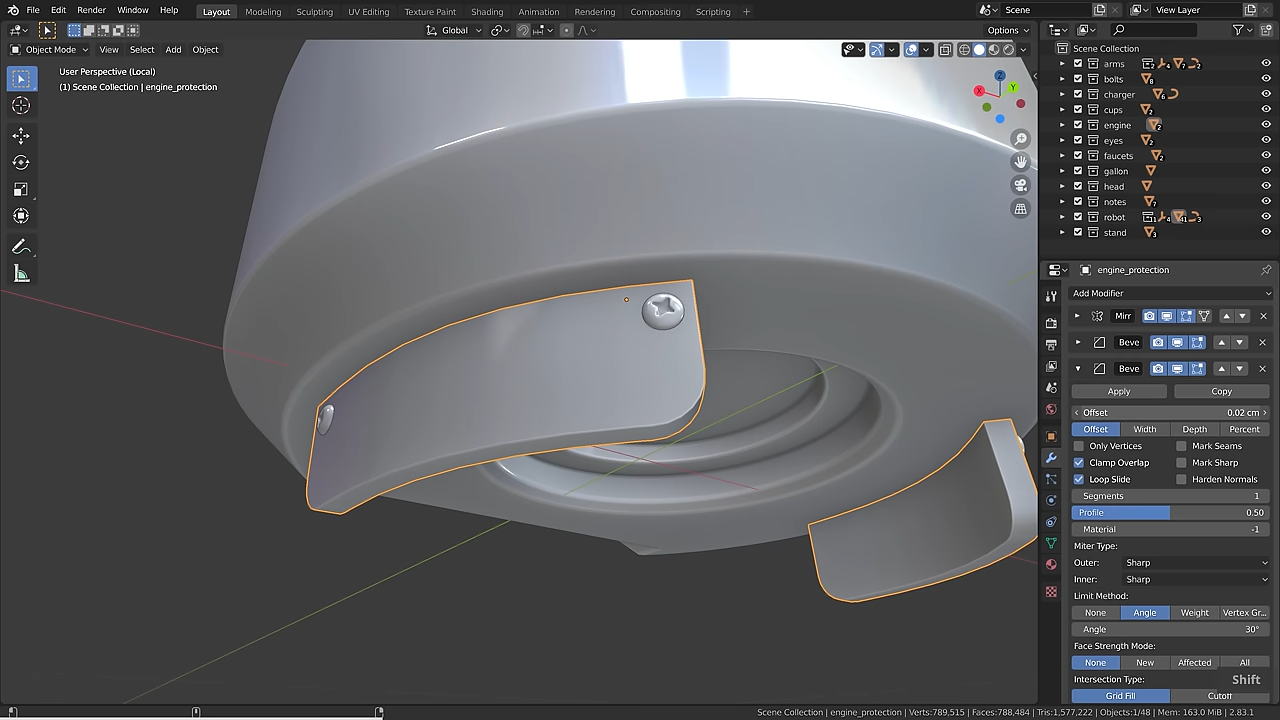 File Edit Render Window Help Layout Modeling Sculpting UV Editing Texture Paint Shading Animation Rendering Compositing Scripting + Scene View Layer
Global Options
Object Mode View Select Add Object
User Perspective (Local)
(1) Scene Collection | engine_protection
Scene Collection
arms
bolts
charger
cups
engine
eyes
faucets
gallon
head
notes
robot
stand
X Y Z
engine_protection
Add Modifier
Mirr
Beve
Beve
Apply Copy
Offset 0.02 cm
Offset Width Depth Percent
Only Vertices Mark Seams
Clamp Overlap Mark Sharp
Loop Slide Harden Normals
Segments 1
Profile 0.50
Material -1
Miter Type:
Outer: Sharp
Inner: Sharp
Limit Method:
None Angle Weight Vertex Gr...
Angle 30°
Face Strength Mode:
None New Affected All
Intersection Type:
Grid Fill Cutoff
Shift
Scene Collection | engine_protection | Verts:789,515 | Faces:788,484 | Tris:1,577,222 | Objects:1/48 | Mem: 163.0 MiB | 2.83.1